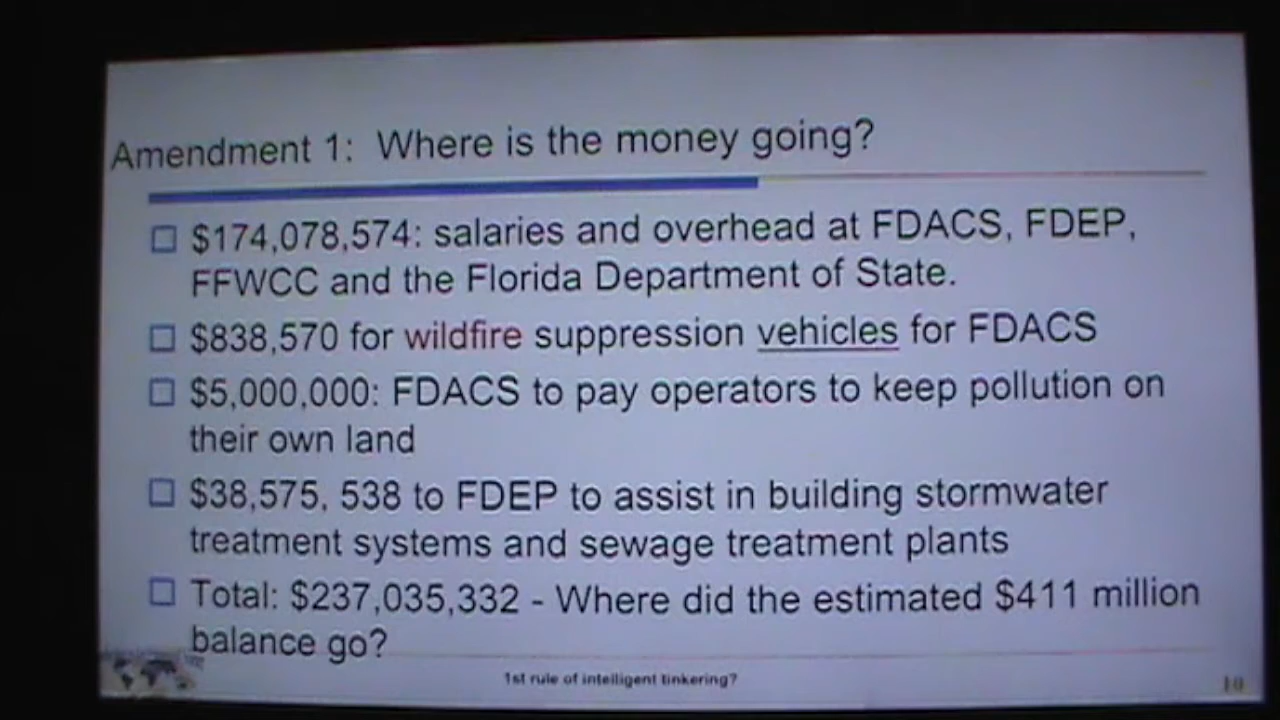 Amendment 1: Where is the money going?
$174,078,574: salaries and overhead at FDACS, FDEP,
FFWCC and the Florida Department of State.
$838,570 for wildfire suppression vehicles for FDACS
$5,000,000: FDACS to pay operators to keep pollution on
their own land
$38,575, 538 to FDEP to assist in building stormwater
treatment systems and sewage treatment plants
Total: $237,035,332 - Where did the estimated $411 million
balance go?
1st rule of intelligent tinkering?
10